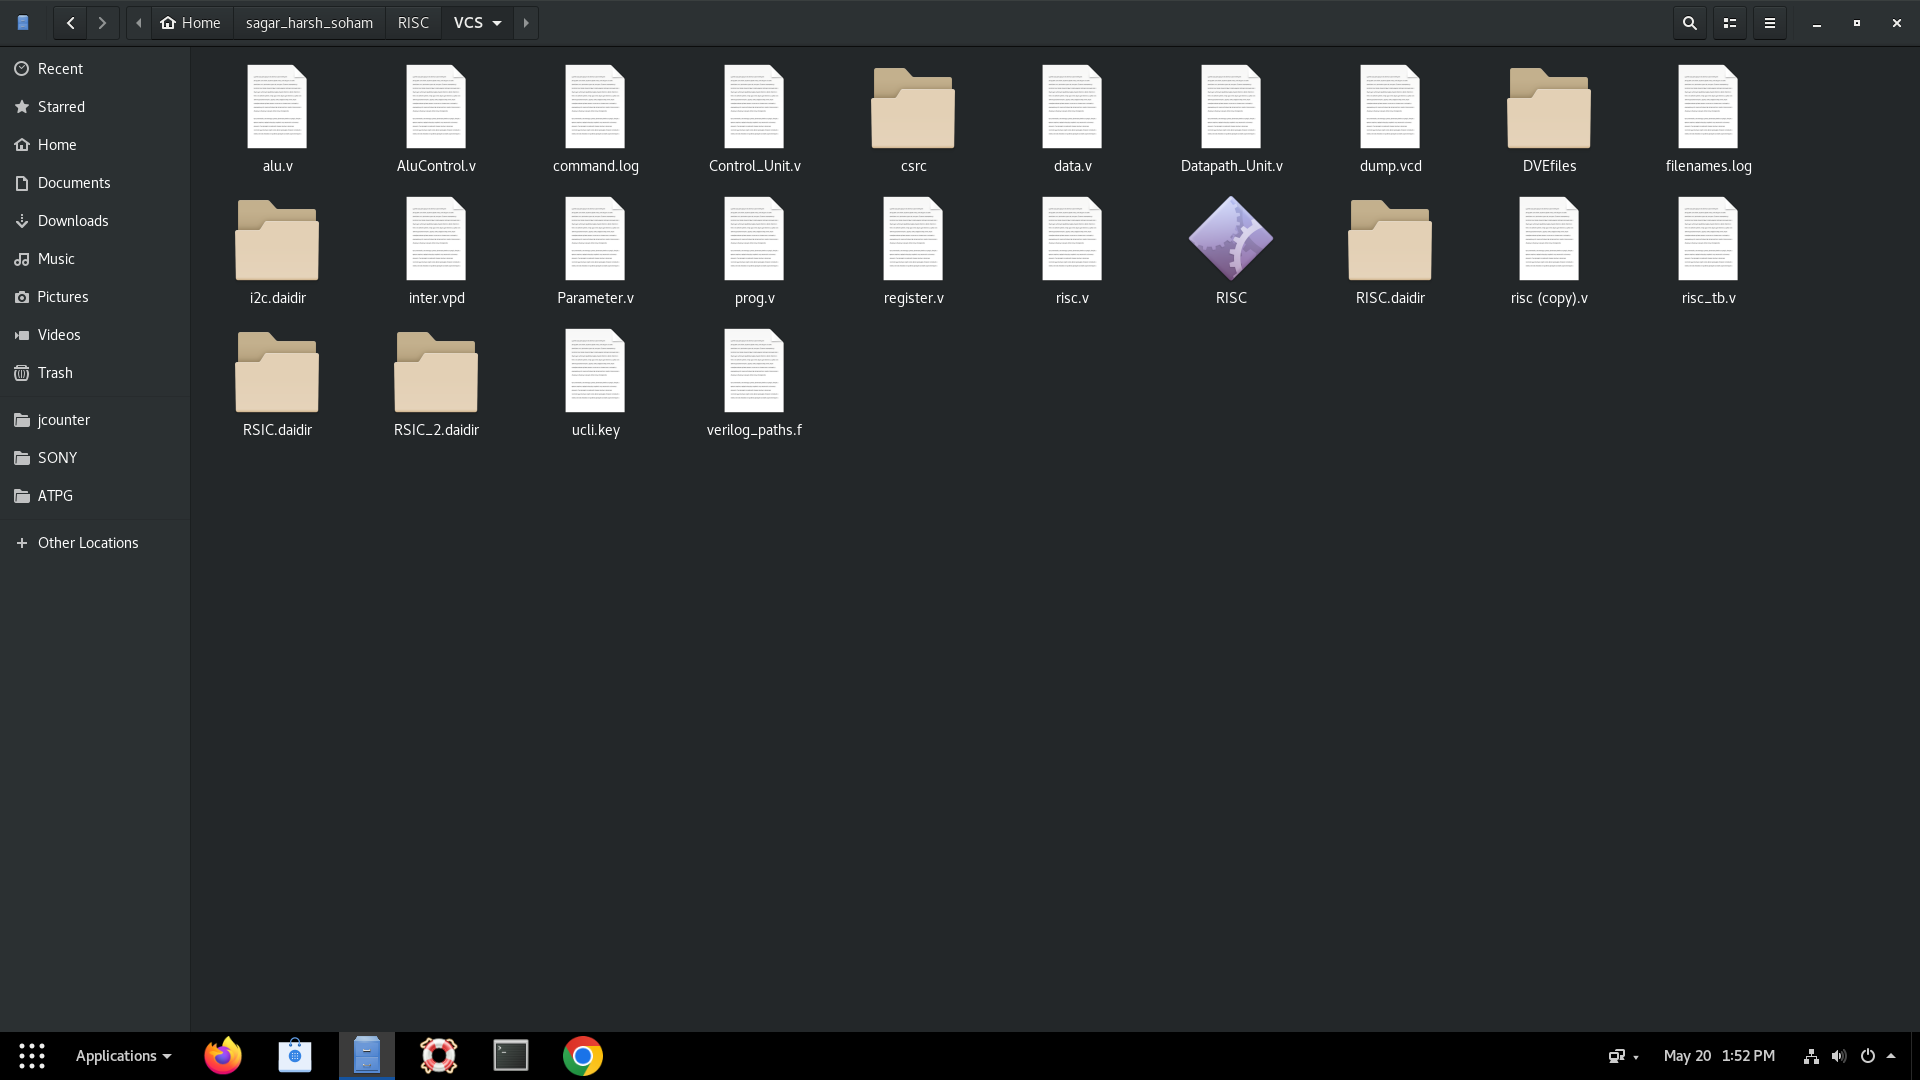 Home
sagar_harsh_soham
RISC
VCS
Recent
Starred
Home
Documents
Downloads
Music
Pictures
Videos
Trash
jcounter
SONY
ATPG
Other Locations
alu.v
AluControl.v
command.log
Control_Unit.v
csrc
data.v
Datapath_Unit.v
dump.vcd
DVEfiles
filenames.log
i2c.daidir
inter.vpd
Parameter.v
prog.v
register.v
risc.v
RISC
RISC.daidir
risc (copy).v
risc_tb.v
RSIC.daidir
RSIC_2.daidir
ucli.key
verilog_paths.f
Applications
May 20 1:52 PM